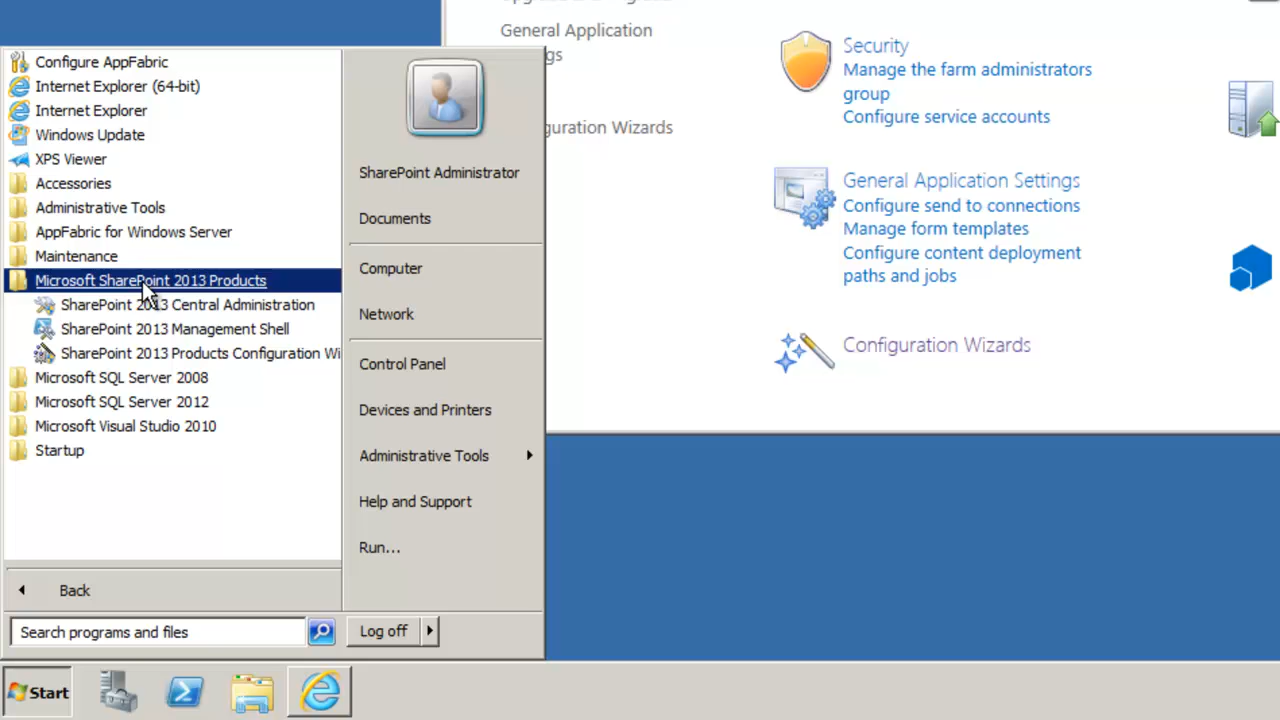 Configure AppFabric
Internet Explorer (64-bit)
Internet Explorer
Windows Update
XPS Viewer
Accessories
Administrative Tools
AppFabric for Windows Server
Maintenance
Microsoft SharePoint 2013 Products
SharePoint 2013 Central Administration
SharePoint 2013 Management Shell
SharePoint 2013 Products Configuration Wi
Microsoft SQL Server 2008
Microsoft SQL Server 2012
Microsoft Visual Studio 2010
Startup
Back
Search programs and files
SharePoint Administrator
Documents
Computer
Network
Control Panel
Devices and Printers
Administrative Tools
Help and Support
Run...
Log off
Start
General Application
gs
guration Wizards
Security
Manage the farm administrators
group
Configure service accounts
General Application Settings
Configure send to connections
Manage form templates
Configure content deployment
paths and jobs
Configuration Wizards